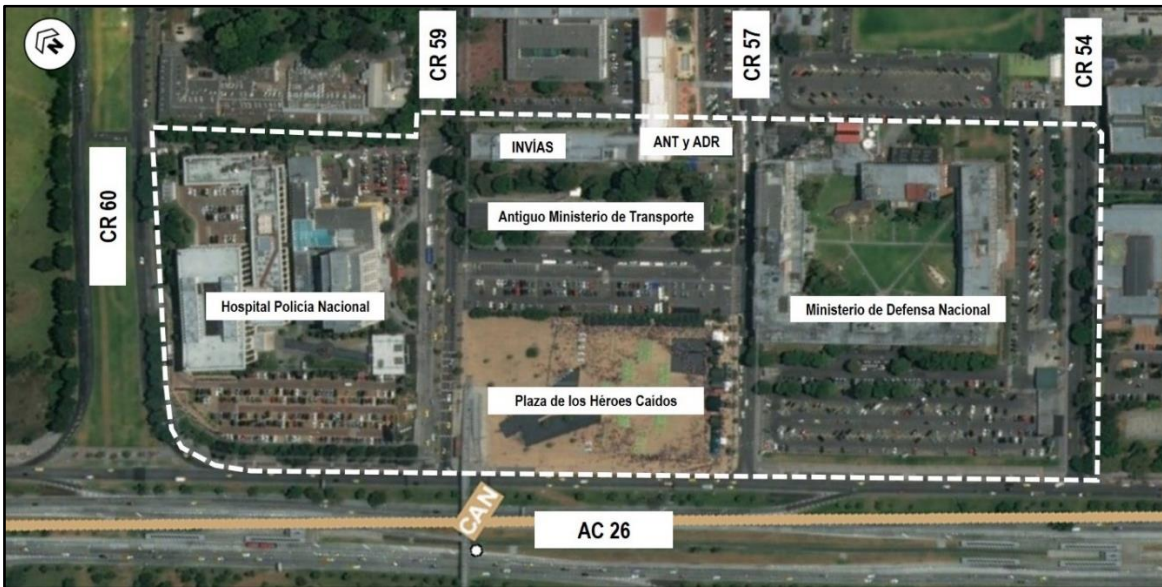 N
CR 59
CR 57
CR 54
CR 60
INVÍAS
ANT y ADR
Antiguo Ministerio de Transporte
Hospital Policía Nacional
Ministerio de Defensa Nacional
Plaza de los Héroes Caídos
CAN
AC 26